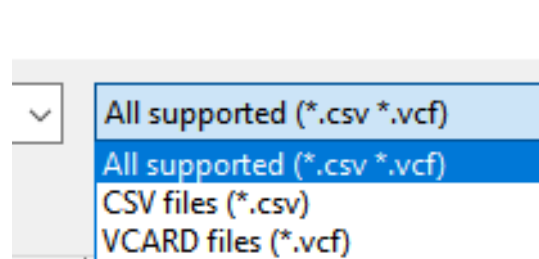 All supported (*.csv *.vcf)
All supported (*.csv *.vcf)
CSV files (*.csv)
VCARD files (*.vcf)